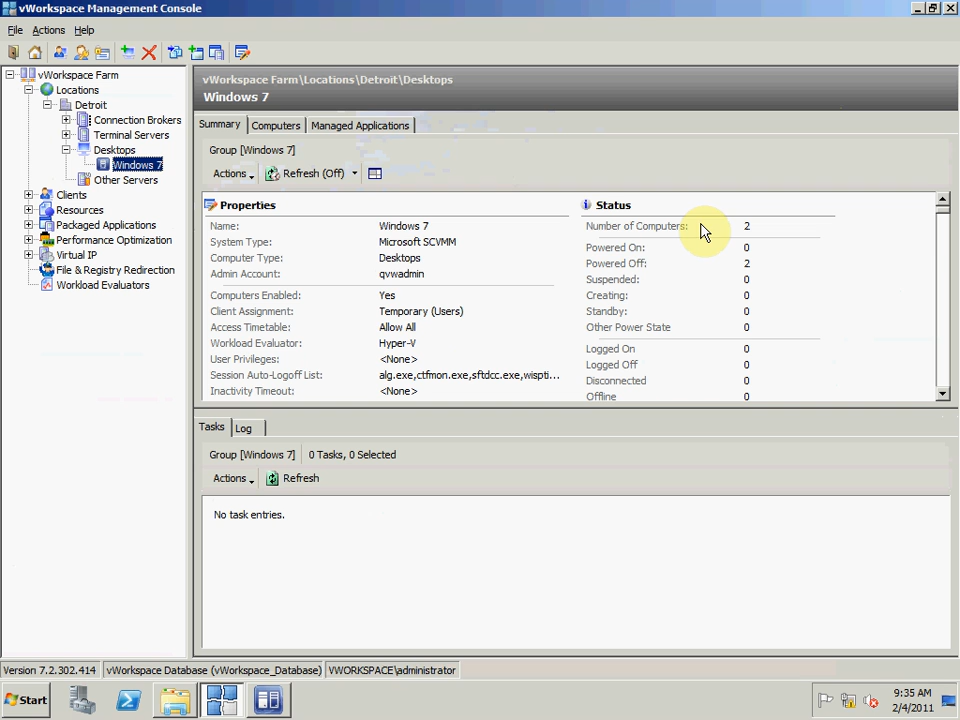 vWorkspace Management Console
File Actions Help
vWorkspace Farm
Locations
Detroit
Connection Brokers
Terminal Servers
Desktops
Windows 7
Other Servers
Clients
Resources
Packaged Applications
Performance Optimization
Virtual IP
File & Registry Redirection
Workload Evaluators
vWorkspace Farm\Locations\Detroit\Desktops
Windows 7
Summary Computers Managed Applications
Group [Windows 7]
Actions Refresh (Off)
Properties
Name: Windows 7
System Type: Microsoft SCVMM
Computer Type: Desktops
Admin Account: qvwadmin
Computers Enabled: Yes
Client Assignment: Temporary (Users)
Access Timetable: Allow All
Workload Evaluator: Hyper-V
User Privileges: <None>
Session Auto-Logoff List: alg.exe,ctfmon.exe,sftdcc.exe,wispti...
Inactivity Timeout: <None>
Status
Number of Computers: 2
Powered On: 0
Powered Off: 2
Suspended: 0
Creating: 0
Standby: 0
Other Power State 0
Logged On 0
Logged Off 0
Disconnected 0
Offline 0
Tasks Log
Group [Windows 7] 0 Tasks, 0 Selected
Actions Refresh
No task entries.
Version 7.2.302.414 vWorkspace Database (vWorkspace_Database) VWORKSPACE\administrator
Start
9:35 AM
2/4/2011